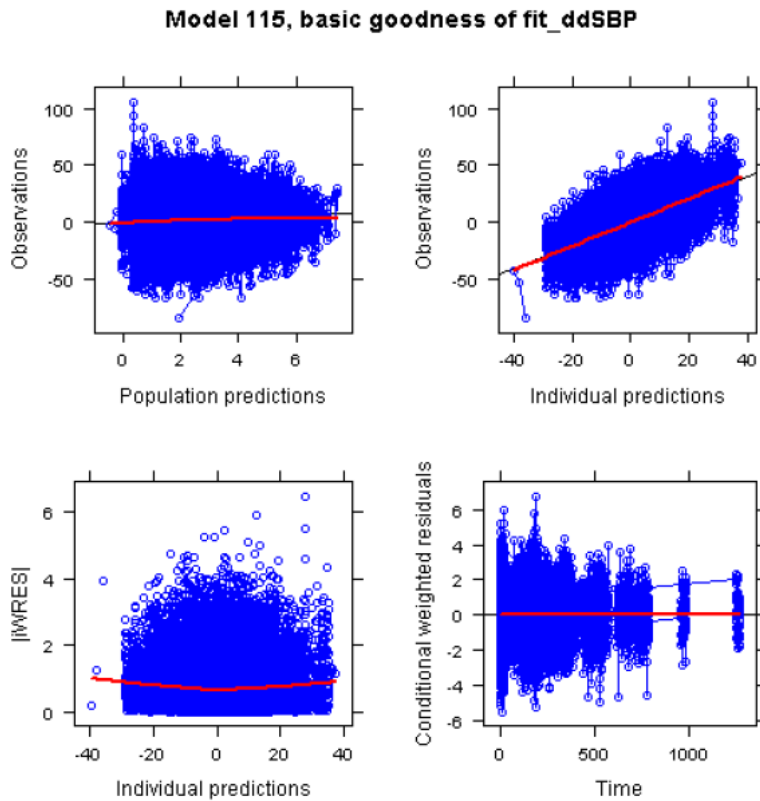 Model 115, basic goodness of fit_ddSBP
Observations
100
50
0
-50
0 2 4 6
Population predictions
Observations
100
50
0
-50
-40 -20 0 20 40
Individual predictions
|iWRES|
6
4
2
0
-40 -20 0 20 40
Individual predictions
Conditional weighted residuals
6
4
2
0
-2
-4
-6
0 500 1000
Time